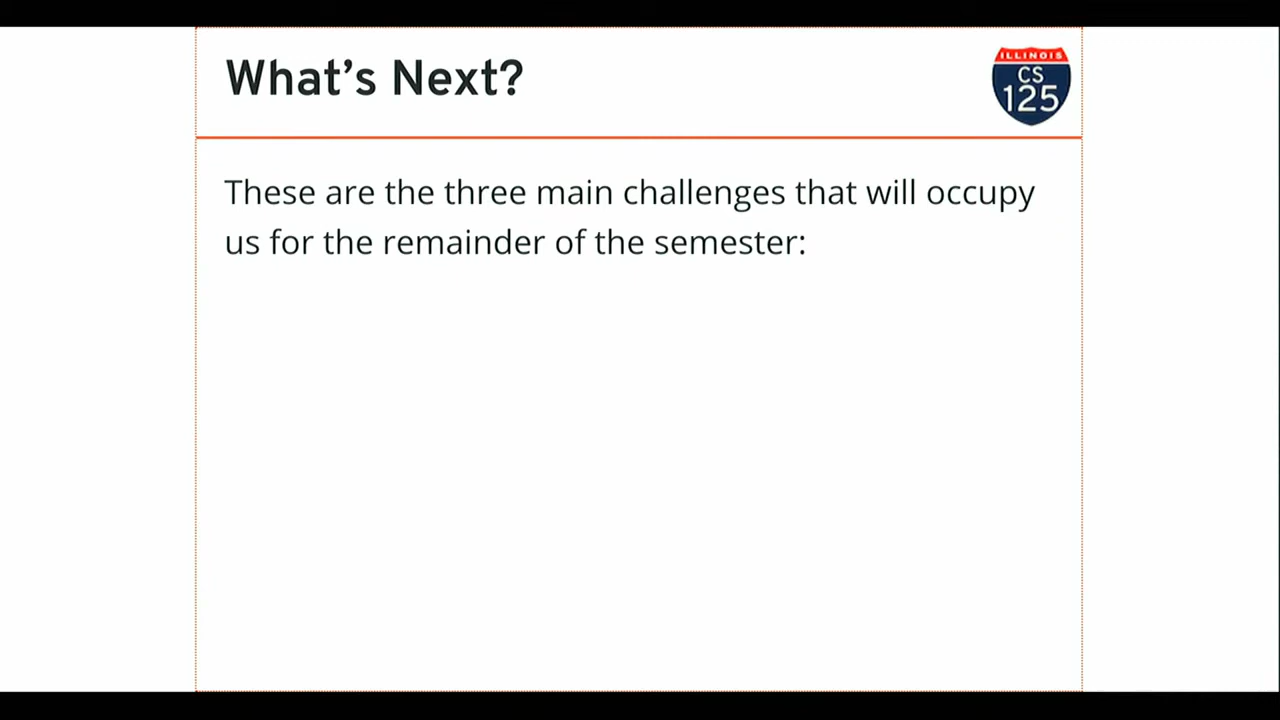 What’s Next?
ILLINOIS
CS
125
These are the three main challenges that will occupy
us for the remainder of the semester: